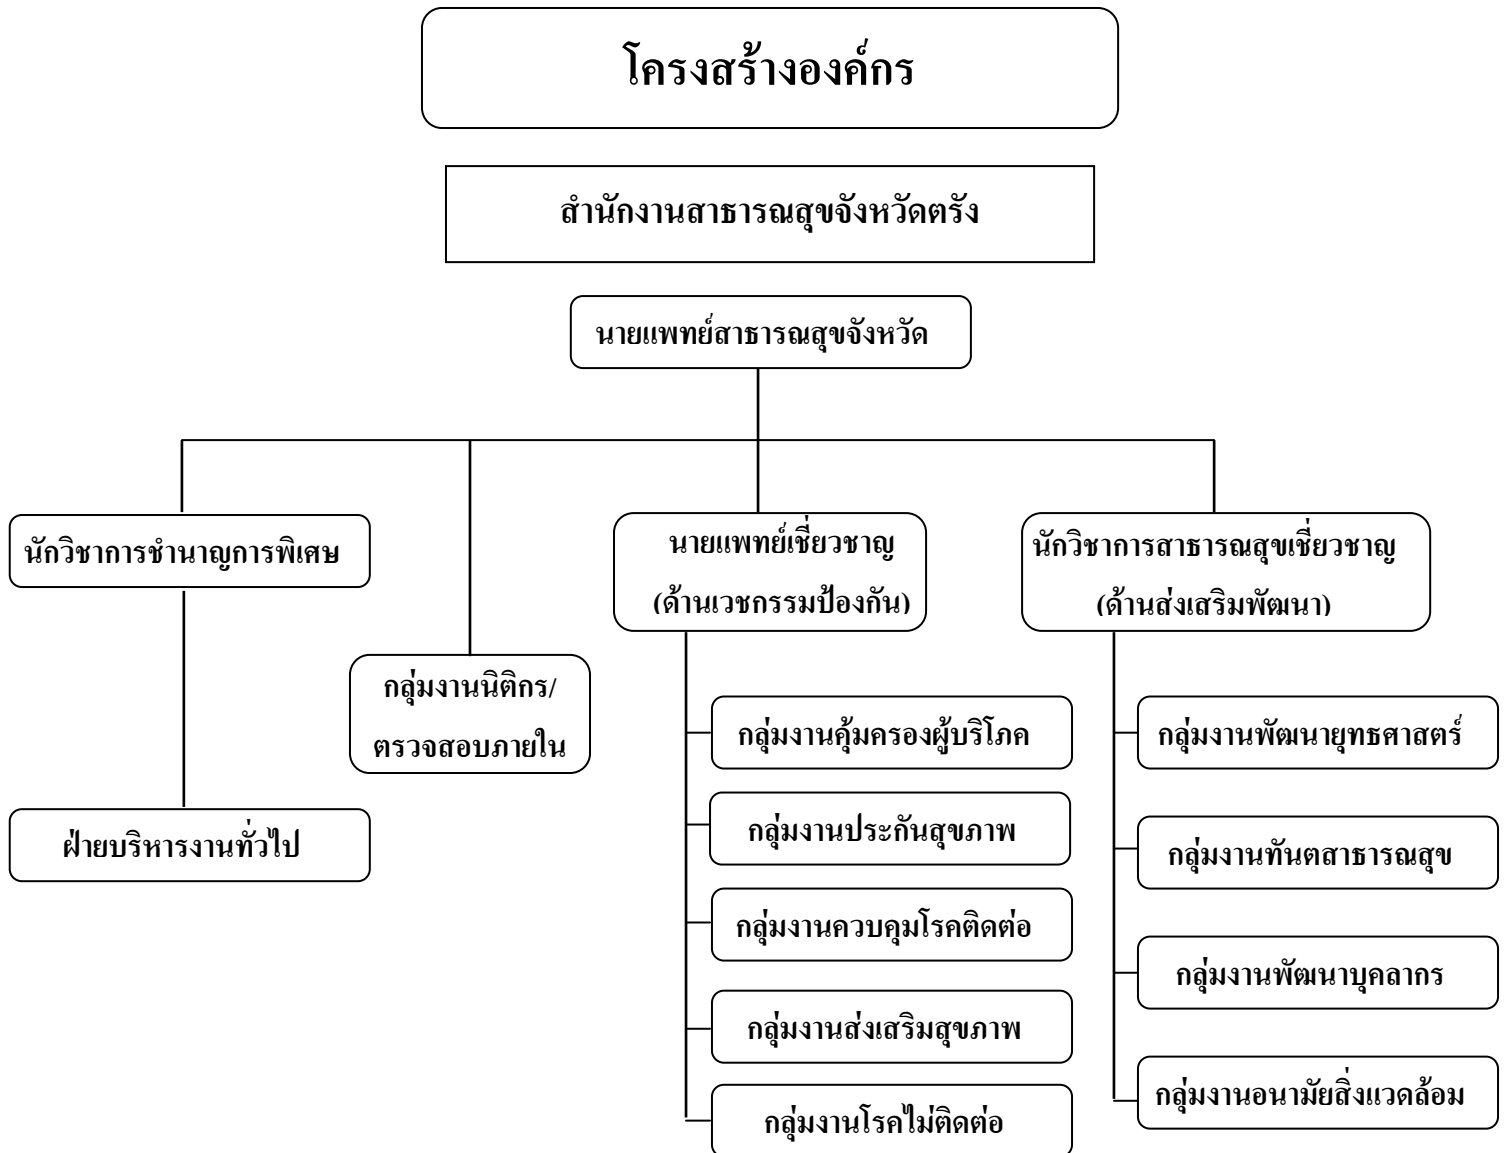 โครงสร้างองค์กร
สำนักงานสาธารณสุขจังหวัดตรัง
นายแพทย์สาธารณสุขจังหวัด
นักวิชาการชำนาญการพิเศษ
นายแพทย์เชี่ยวชาญ
(ด้านเวชกรรมป้องกัน)
นักวิชาการสาธารณสุขเชี่ยวชาญ
(ด้านส่งเสริมพัฒนา)
กลุ่มงานนิติกร/
ตรวจสอบภายใน
ฝ่ายบริหารงานทั่วไป
กลุ่มงานคุ้มครองผู้บริโภค
กลุ่มงานประกันสุขภาพ
กลุ่มงานควบคุมโรคติดต่อ
กลุ่มงานส่งเสริมสุขภาพ
กลุ่มงานโรคไม่ติดต่อ
กลุ่มงานพัฒนายุทธศาสตร์
กลุ่มงานทันตสาธารณสุข
กลุ่มงานพัฒนาบุคลากร
กลุ่มงานอนามัยสิ่งแวดล้อม